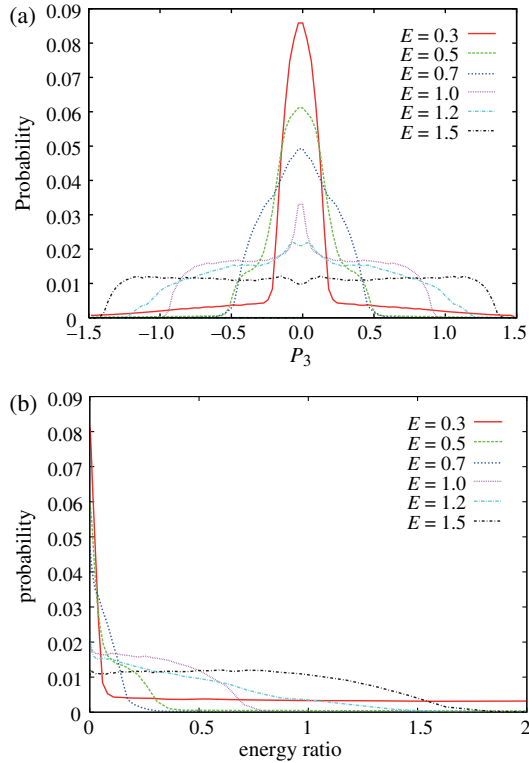 (a)
0.09
0.08
0.07
0.06
0.05
0.04
0.03
0.02
0.01
0
Probability
E = 0.3
E = 0.5
E = 0.7
E = 1.0
E = 1.2
E = 1.5
−1.5 −1.0 −0.5 0.0 0.5 1.0 1.5
P3
(b)
0.09
0.08
0.07
0.06
0.05
0.04
0.03
0.02
0.01
0
probability
E = 0.3
E = 0.5
E = 0.7
E = 1.0
E = 1.2
E = 1.5
0 0.5 1 1.5 2
energy ratio